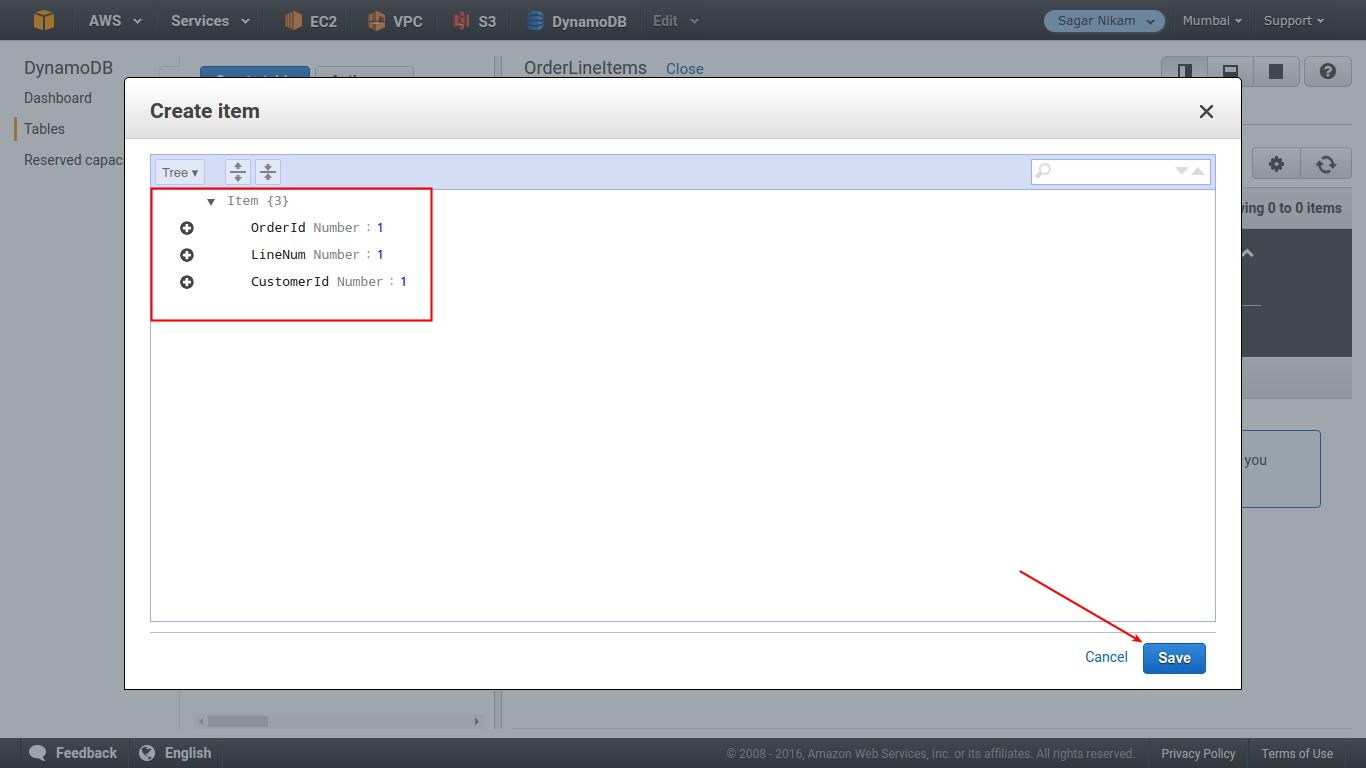 AWS Services EC2 VPC S3 DynamoDB Edit Sagar Nikam Mumbai Support
DynamoDB
Dashboard
Tables
Reserved capac
OrderLineItems Close
Create item
Tree
Item {3}
OrderId Number : 1
LineNum Number : 1
CustomerId Number : 1
ing 0 to 0 items
you
Cancel Save
Feedback English © 2008 - 2016, Amazon Web Services, Inc. or its affiliates. All rights reserved. Privacy Policy Terms of Use